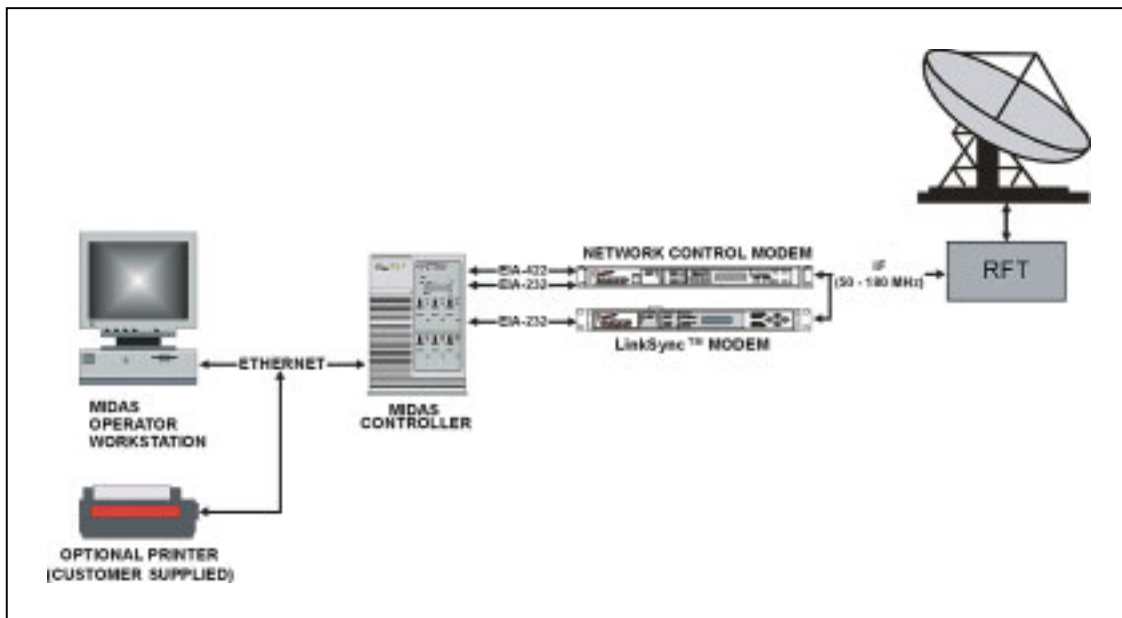 NETWORK CONTROL MODEM
EIA-422
EIA-232
IF
(50 - 180 MHz)
RFT
EIA-232
LinkSync™ MODEM
ETHERNET
MIDAS
OPERATOR
WORKSTATION
MIDAS
CONTROLLER
OPTIONAL PRINTER
(CUSTOMER SUPPLIED)